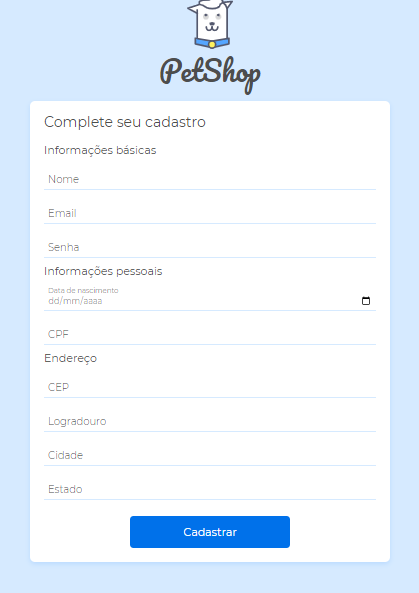 PetShop
Complete seu cadastro
Informações básicas
Nome
Email
Senha
Informações pessoais
Data de nascimento
dd/mm/aaaa
CPF
Endereço
CEP
Logradouro
Cidade
Estado
Cadastrar